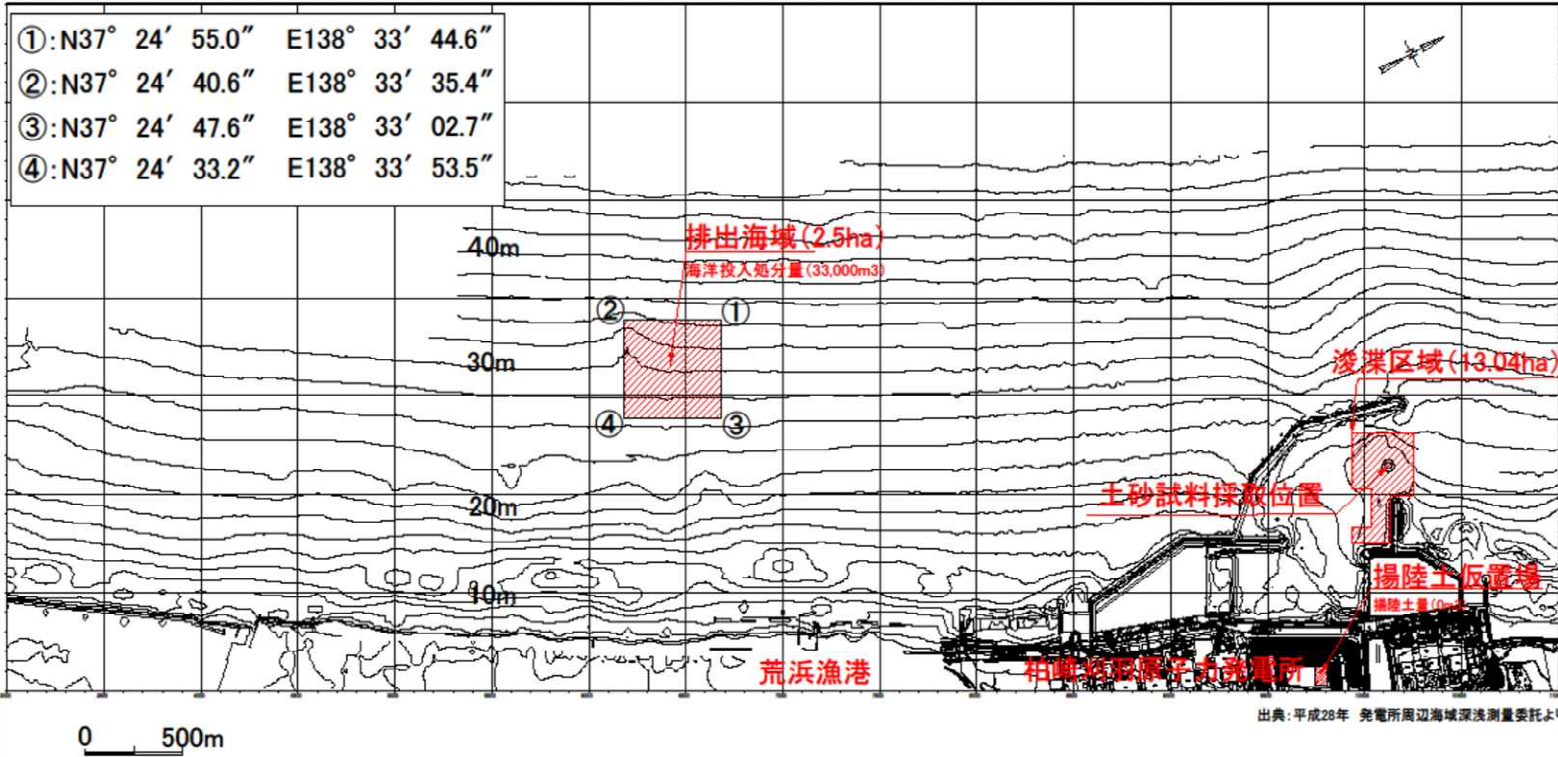 ①:N37° 24′ 55.0″ E138° 33′ 44.6″
②:N37° 24′ 40.6″ E138° 33′ 35.4″
③:N37° 24′ 47.6″ E138° 33′ 02.7″
④:N37° 24′ 33.2″ E138° 33′ 53.5″
40m
排出海域(2.5ha)
海洋投入処分量(33,000m3)
② ①
30m
浚渫区域(13.04ha)
④ ③
土砂試料採取位置
20m
揚陸土仮置場
10m
揚陸土量(0m3)
荒浜漁港
柏崎刈羽原子力発電所
出典:平成28年 発電所周辺海域深浅測量委託よ
0 500m